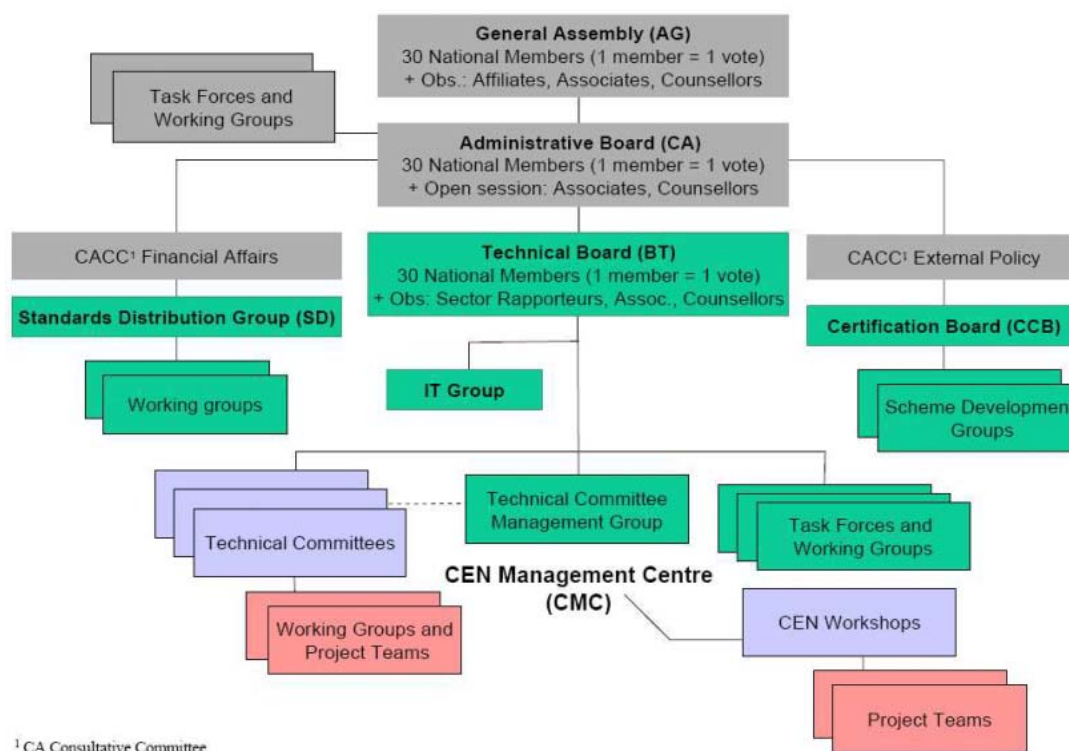 General Assembly (AG)
30 National Members (1 member = 1 vote)
+ Obs.: Affiliates, Associates, Counsellors
Task Forces and
Working Groups
Administrative Board (CA)
30 National Members (1 member = 1 vote)
+ Open session: Associates, Counsellors
CACC¹ Financial Affairs
Technical Board (BT)
30 National Members (1 member = 1 vote)
+ Obs: Sector Rapporteurs, Assoc., Counsellors
CACC¹ External Policy
Standards Distribution Group (SD)
Certification Board (CCB)
Working groups
IT Group
Scheme Development
Groups
Technical Committees
Technical Committee
Management Group
Task Forces and
Working Groups
CEN Management Centre
(CMC)
Working Groups and
Project Teams
CEN Workshops
Project Teams
¹ CA Consultative Committee